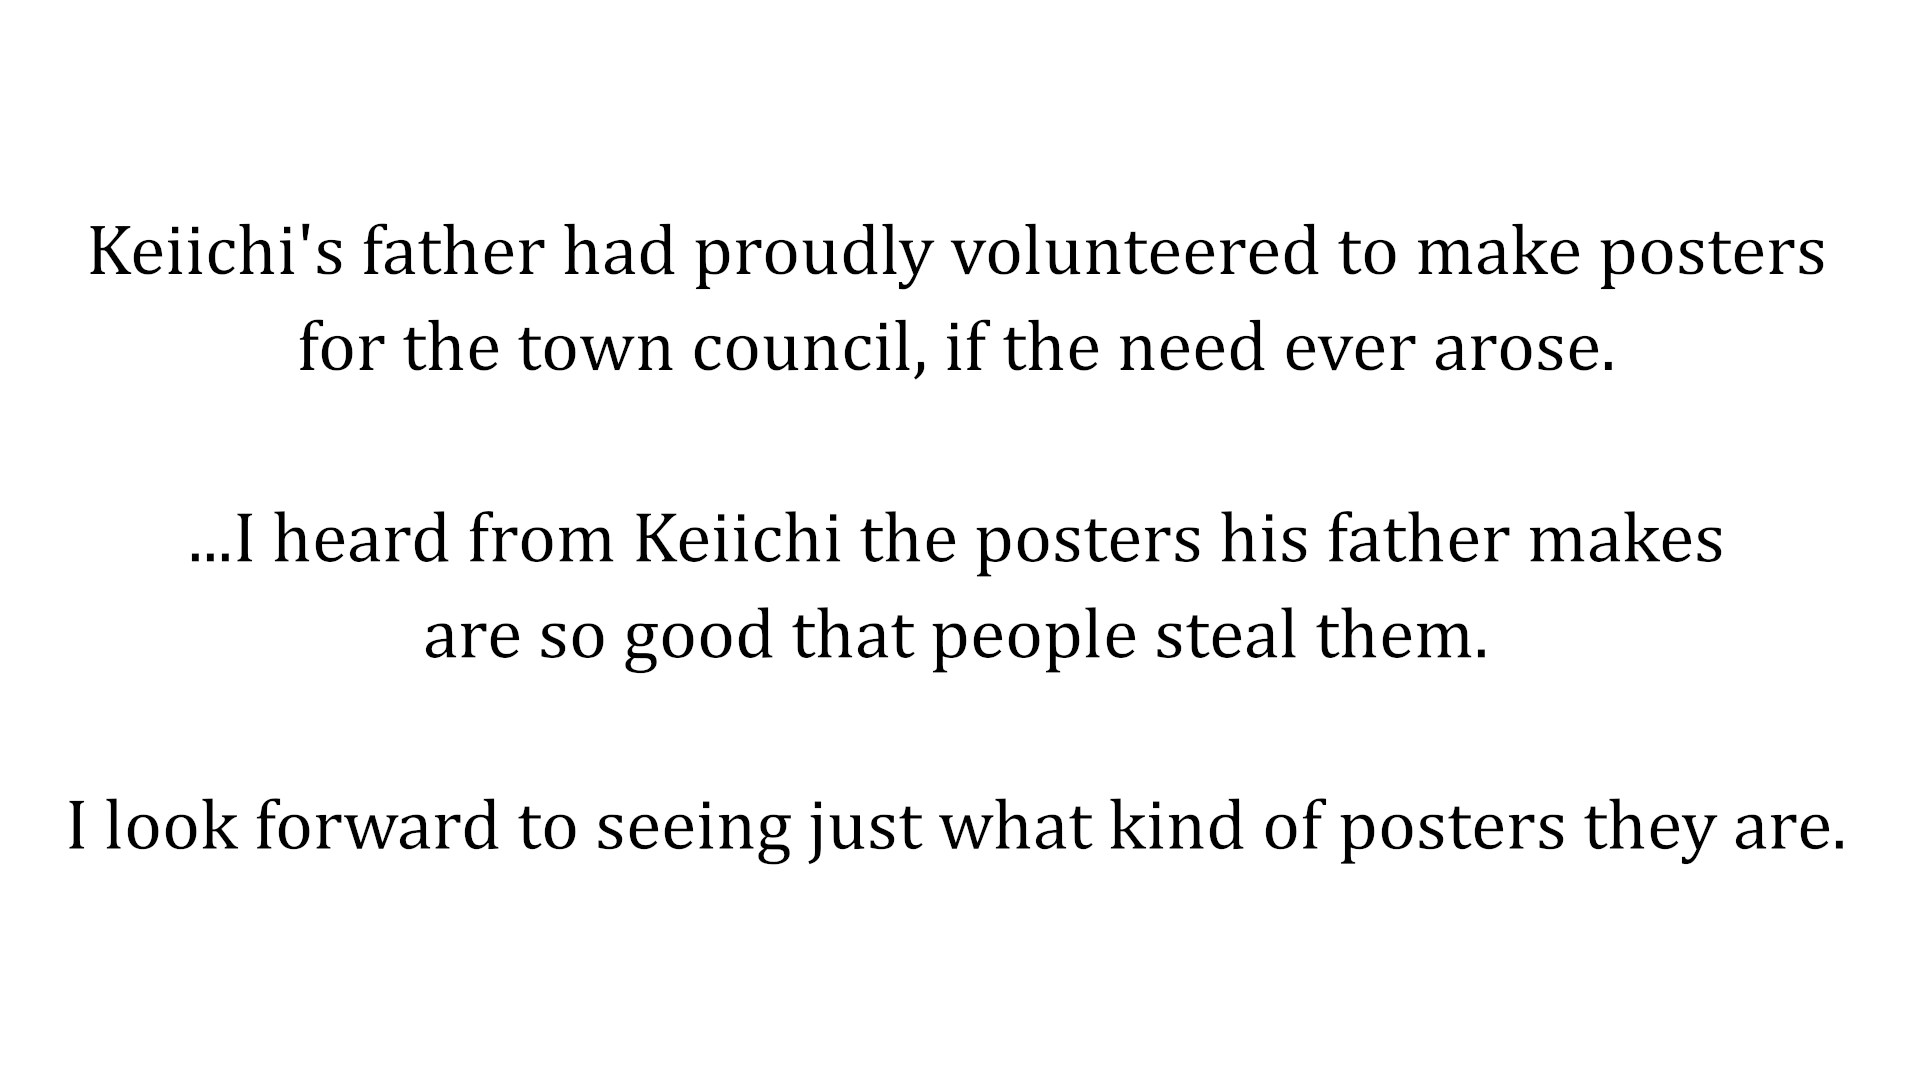 Keiichi's father had proudly volunteered to make posters
for the town council, if the need ever arose.
...I heard from Keiichi the posters his father makes
are so good that people steal them.
I look forward to seeing just what kind of posters they are.